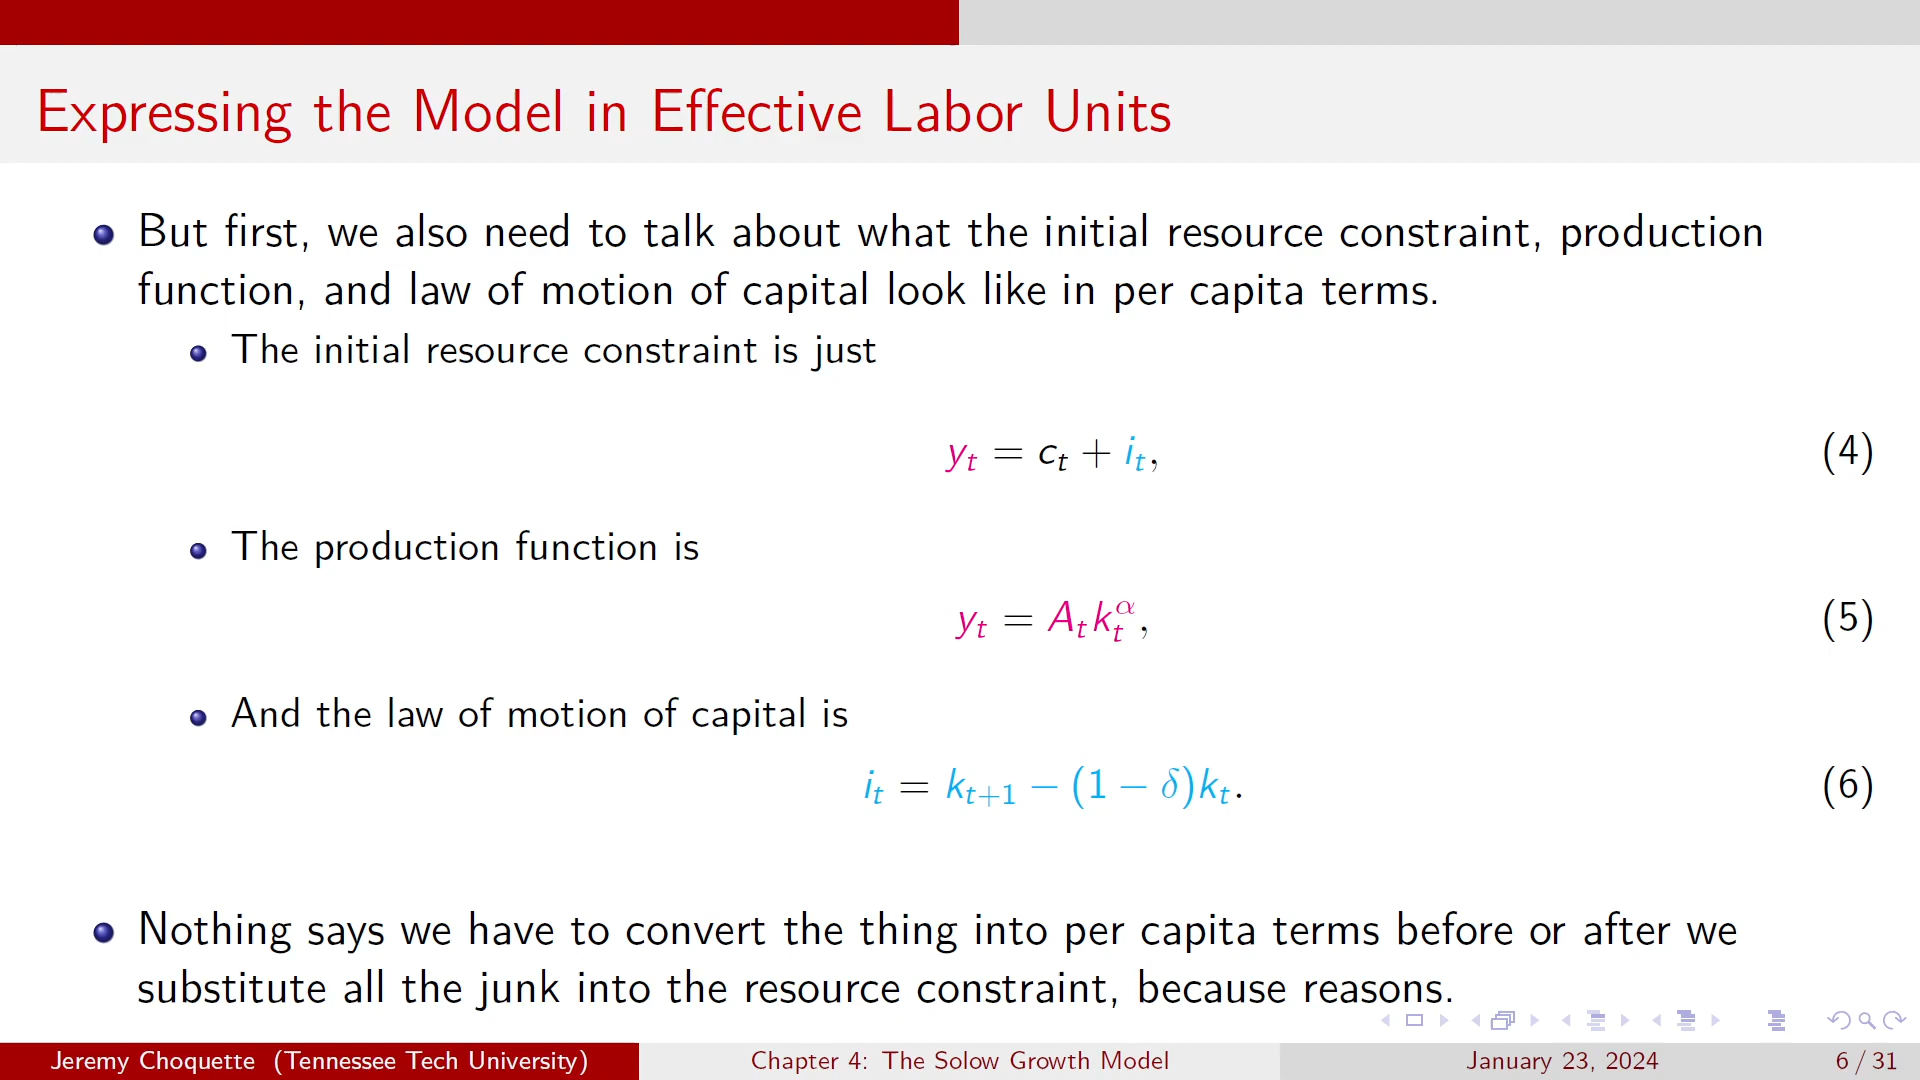 Expressing the Model in Effective Labor Units
But first, we also need to talk about what the initial resource constraint, production
function, and law of motion of capital look like in per capita terms.
The initial resource constraint is just
y_t = c_t + i_t, (4)
The production function is
y_t = A_t k_t^α, (5)
And the law of motion of capital is
i_t = k_{t+1} − (1 − δ)k_t. (6)
Nothing says we have to convert the thing into per capita terms before or after we
substitute all the junk into the resource constraint, because reasons.
Jeremy Choquette (Tennessee Tech University) Chapter 4: The Solow Growth Model January 23, 2024 6 / 31